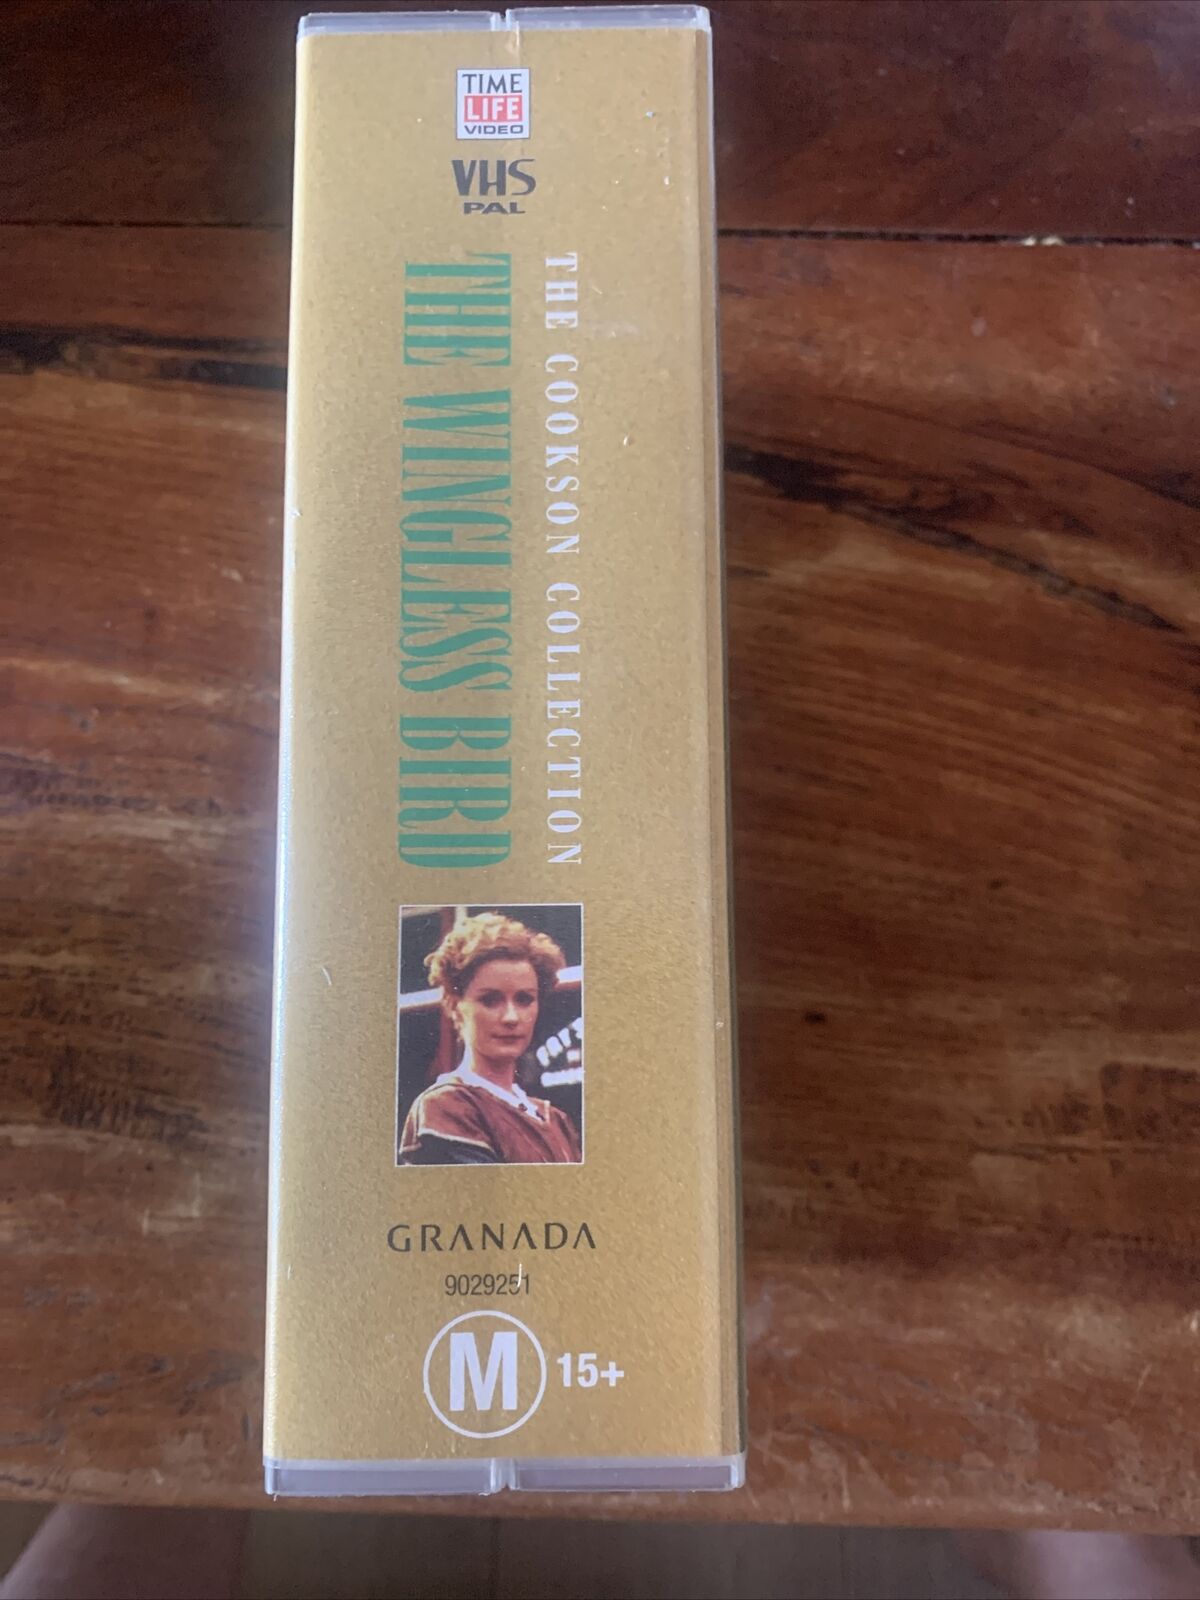 TIME
LIFE
VIDEO
VHS
PAL
THE COOKSON COLLECTION
THE WINGLESS BIRD
GRANADA
9029251
M 15+